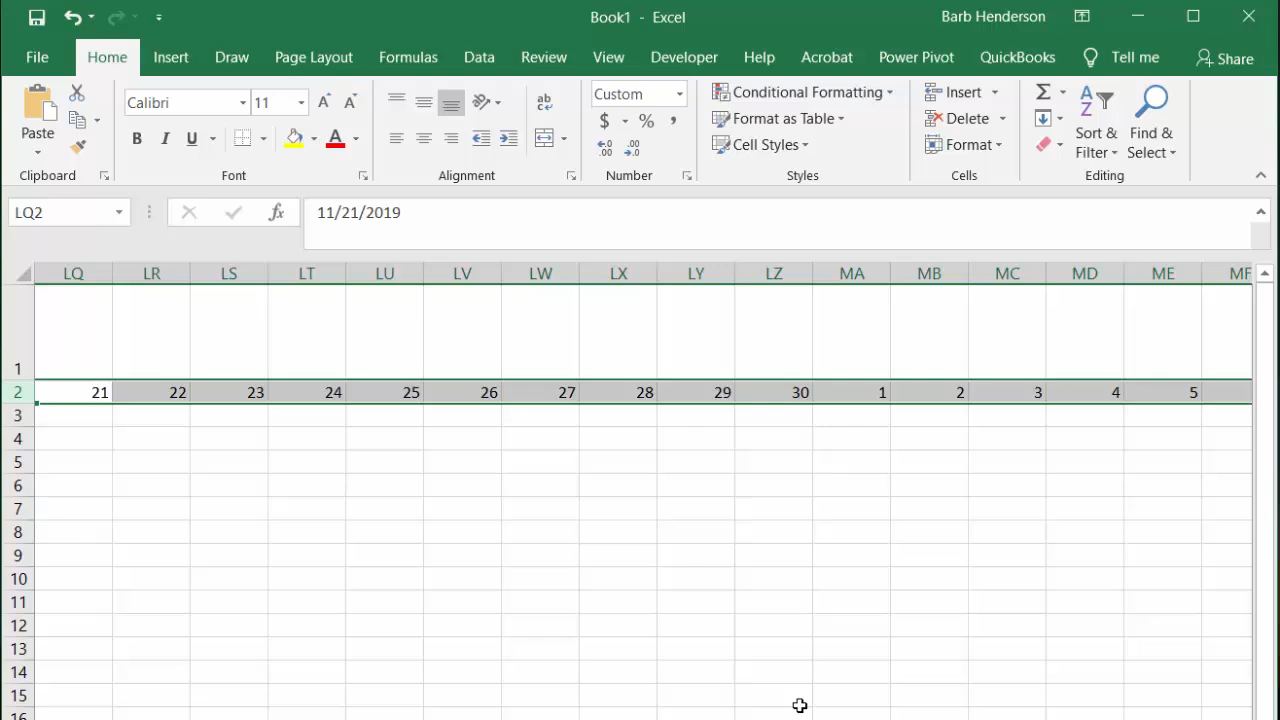 Book1 - Excel
Barb Henderson
File Home Insert Draw Page Layout Formulas Data Review View Developer Help Acrobat Power Pivot QuickBooks Tell me Share
Paste
Clipboard
Calibri 11
B I U A
Font
ab
c
Alignment
Custom
$ % ,
Number
Conditional Formatting
Format as Table
Cell Styles
Styles
Insert
Delete
Format
Cells
Sort &
Filter
Find &
Select
Editing
LQ2 fx 11/21/2019
LQ LR LS LT LU LV LW LX LY LZ MA MB MC MD ME MF
1
2 21 22 23 24 25 26 27 28 29 30 1 2 3 4 5
3
4
5
6
7
8
9
10
11
12
13
14
15
16